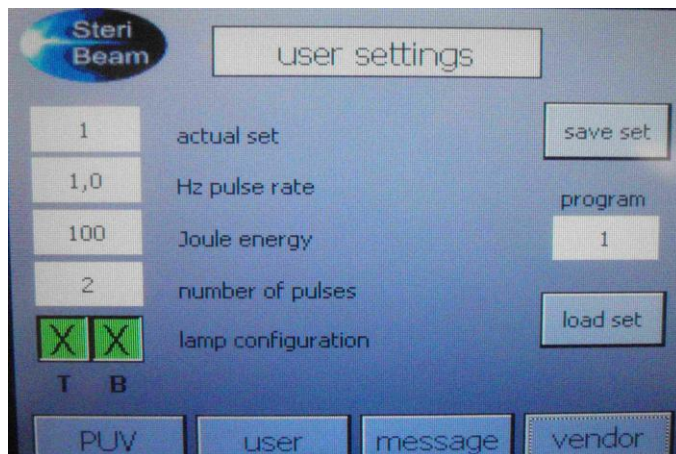 Steri
Beam
user settings
1 actual set
save set
1,0 Hz pulse rate
program
100 Joule energy
1
2 number of pulses
load set
X X lamp configuration
T B
PUV user message vendor